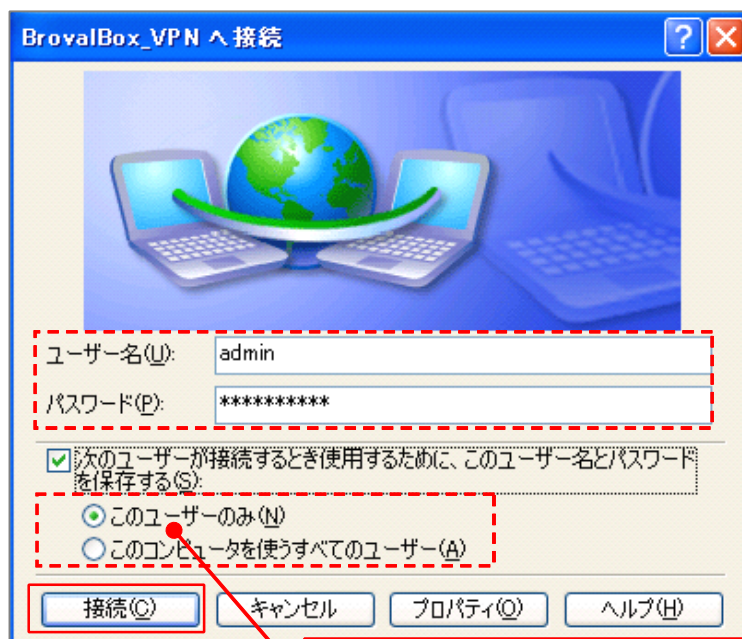 BrovalBox_VPN へ接続
ユーザー名(U):
admin
パスワード(P):
**********
次のユーザーが接続するとき使用するために、このユーザー名とパスワード
を保存する(S):
このユーザーのみ(N)
このコンピュータを使うすべてのユーザー(A)
接続(C)
キャンセル
プロパティ(O)
ヘルプ(H)